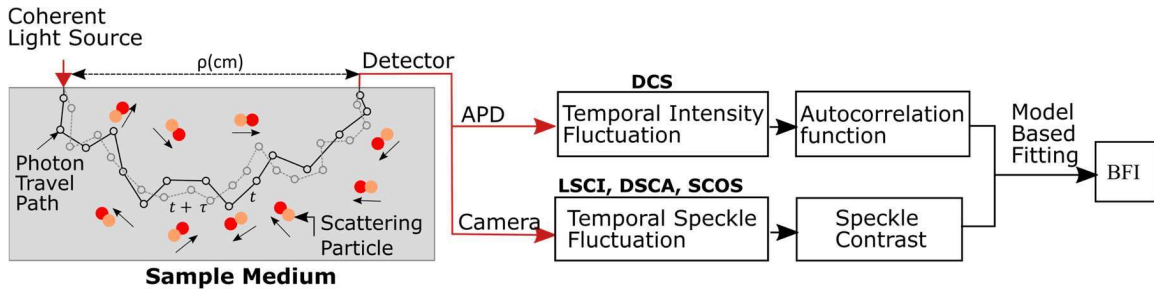 Coherent
Light Source
ρ(cm)
Detector
Photon
Travel
Path
t + τ
t
Scattering
Particle
Sample Medium
APD
Camera
DCS
Temporal Intensity
Fluctuation
Autocorrelation
function
LSCI, DSCA, SCOS
Temporal Speckle
Fluctuation
Speckle
Contrast
Model
Based
Fitting
BFI